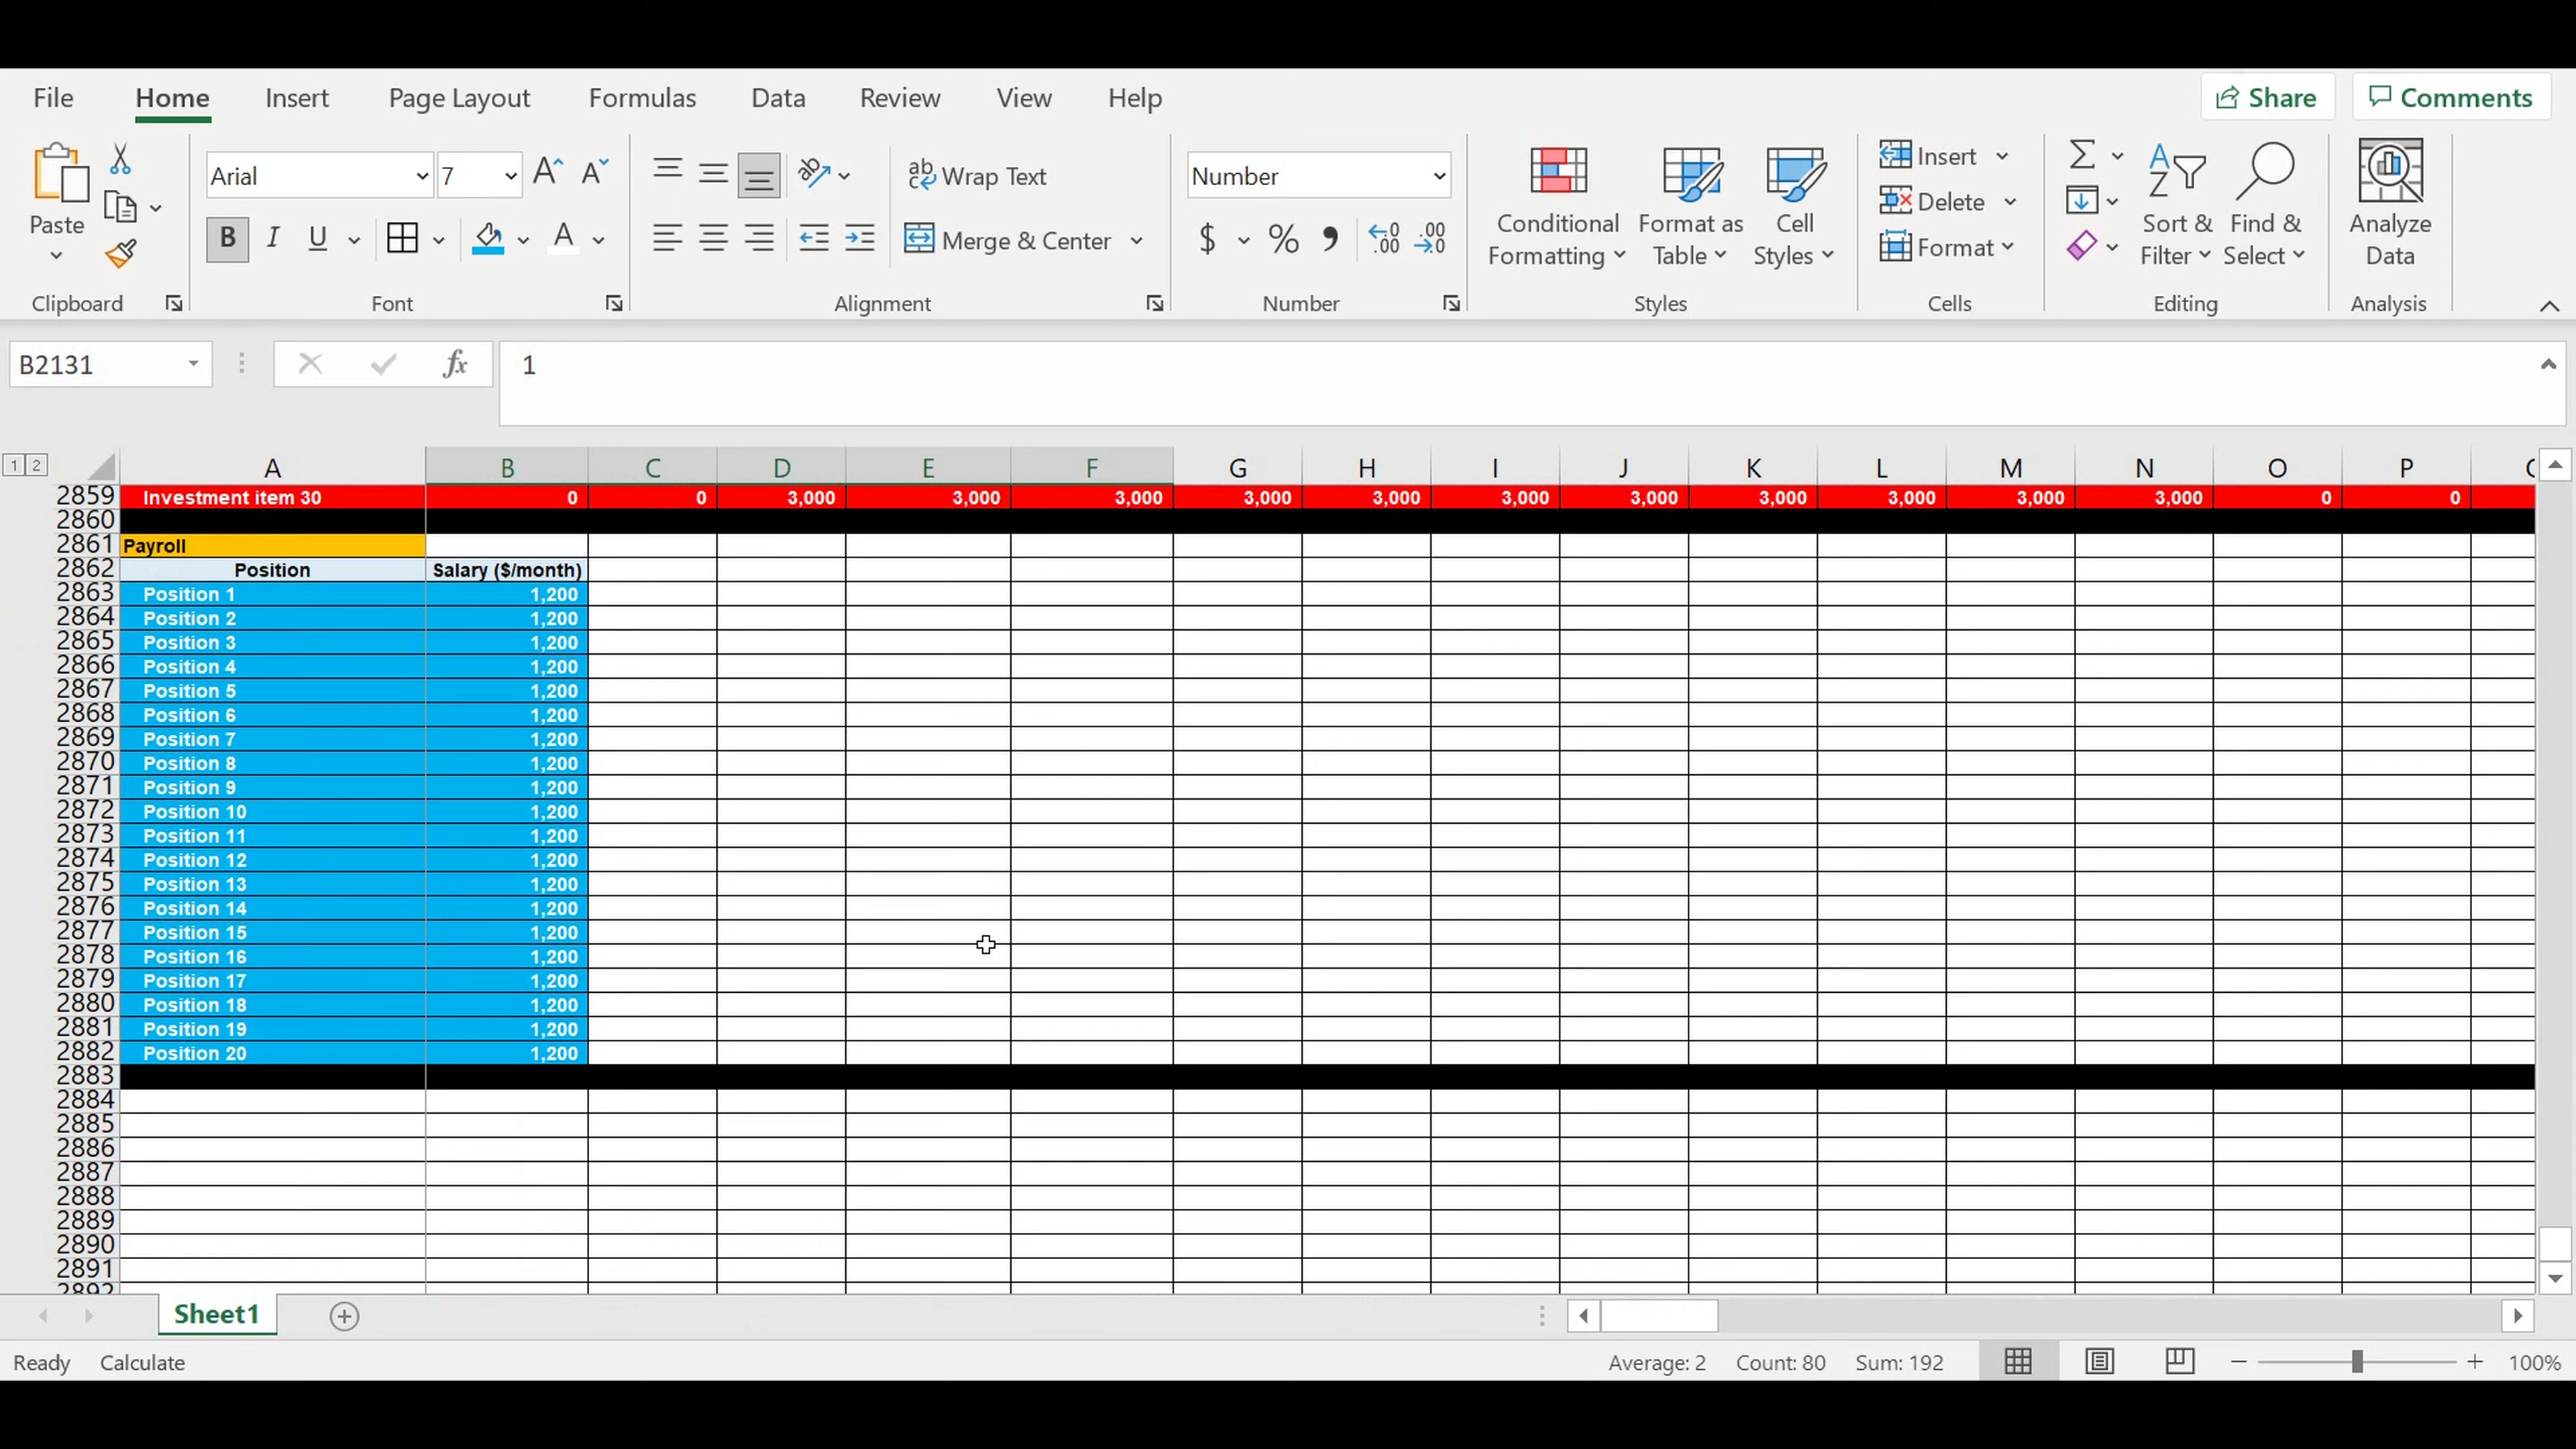 File Home Insert Page Layout Formulas Data Review View Help Share Comments
Arial 7 ab c Wrap Text Number Insert
Paste B I U Merge & Center $ % Conditional Formatting Format as Table Cell Styles Delete Format Sort & Filter Find & Select Analyze Data
Clipboard Font Alignment Number Styles Cells Editing Analysis
B2131 fx 1
1 2 A B C D E F G H I J K L M N O P
2859 Investment item 30 0 0 3,000 3,000 3,000 3,000 3,000 3,000 3,000 3,000 3,000 3,000 3,000 0 0
2860
2861 Payroll
2862 Position Salary ($/month)
2863 Position 1 1,200
2864 Position 2 1,200
2865 Position 3 1,200
2866 Position 4 1,200
2867 Position 5 1,200
2868 Position 6 1,200
2869 Position 7 1,200
2870 Position 8 1,200
2871 Position 9 1,200
2872 Position 10 1,200
2873 Position 11 1,200
2874 Position 12 1,200
2875 Position 13 1,200
2876 Position 14 1,200
2877 Position 15 1,200
2878 Position 16 1,200
2879 Position 17 1,200
2880 Position 18 1,200
2881 Position 19 1,200
2882 Position 20 1,200
2883
2884
2885
2886
2887
2888
2889
2890
2891
2892
Sheet1
Ready Calculate Average: 2 Count: 80 Sum: 192 100%